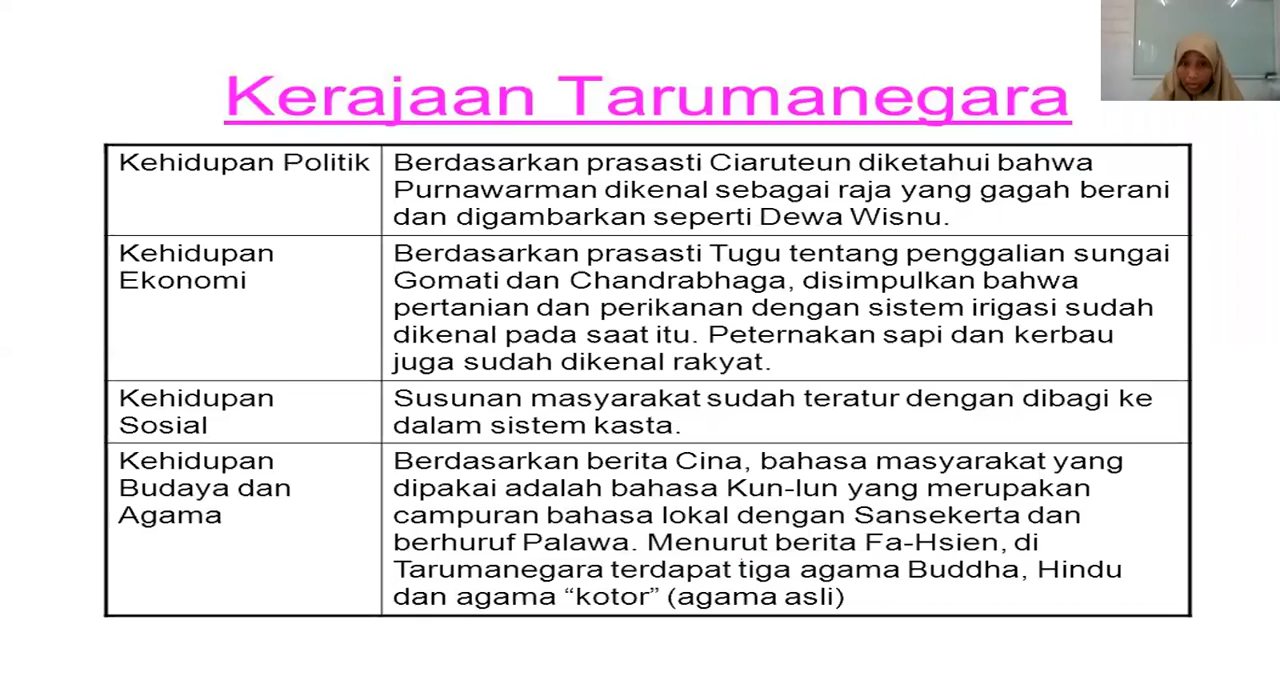 Kerajaan Tarumanegara
Kehidupan Politik
Berdasarkan prasasti Ciaruteun diketahui bahwa
Purnawarman dikenal sebagai raja yang gagah berani
dan digambarkan seperti Dewa Wisnu.
Kehidupan
Ekonomi
Berdasarkan prasasti Tugu tentang penggalian sungai
Gomati dan Chandrabhaga, disimpulkan bahwa
pertanian dan perikanan dengan sistem irigasi sudah
dikenal pada saat itu. Peternakan sapi dan kerbau
juga sudah dikenal rakyat.
Kehidupan
Sosial
Susunan masyarakat sudah teratur dengan dibagi ke
dalam sistem kasta.
Kehidupan
Budaya dan
Agama
Berdasarkan berita Cina, bahasa masyarakat yang
dipakai adalah bahasa Kun-lun yang merupakan
campuran bahasa lokal dengan Sansekerta dan
berhuruf Palawa. Menurut berita Fa-Hsien, di
Tarumanegara terdapat tiga agama Buddha, Hindu
dan agama “kotor” (agama asli)